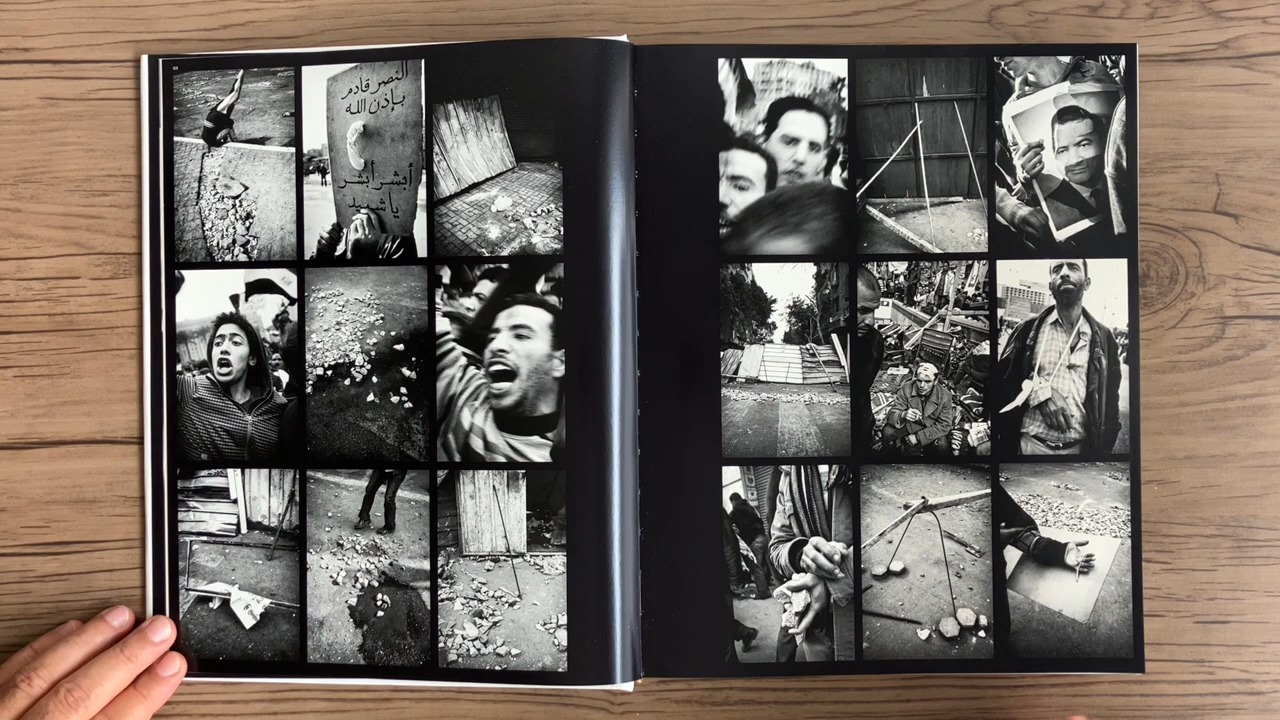 النصر قادم
بإذن الله
أبشر أبشر
يا شهيد